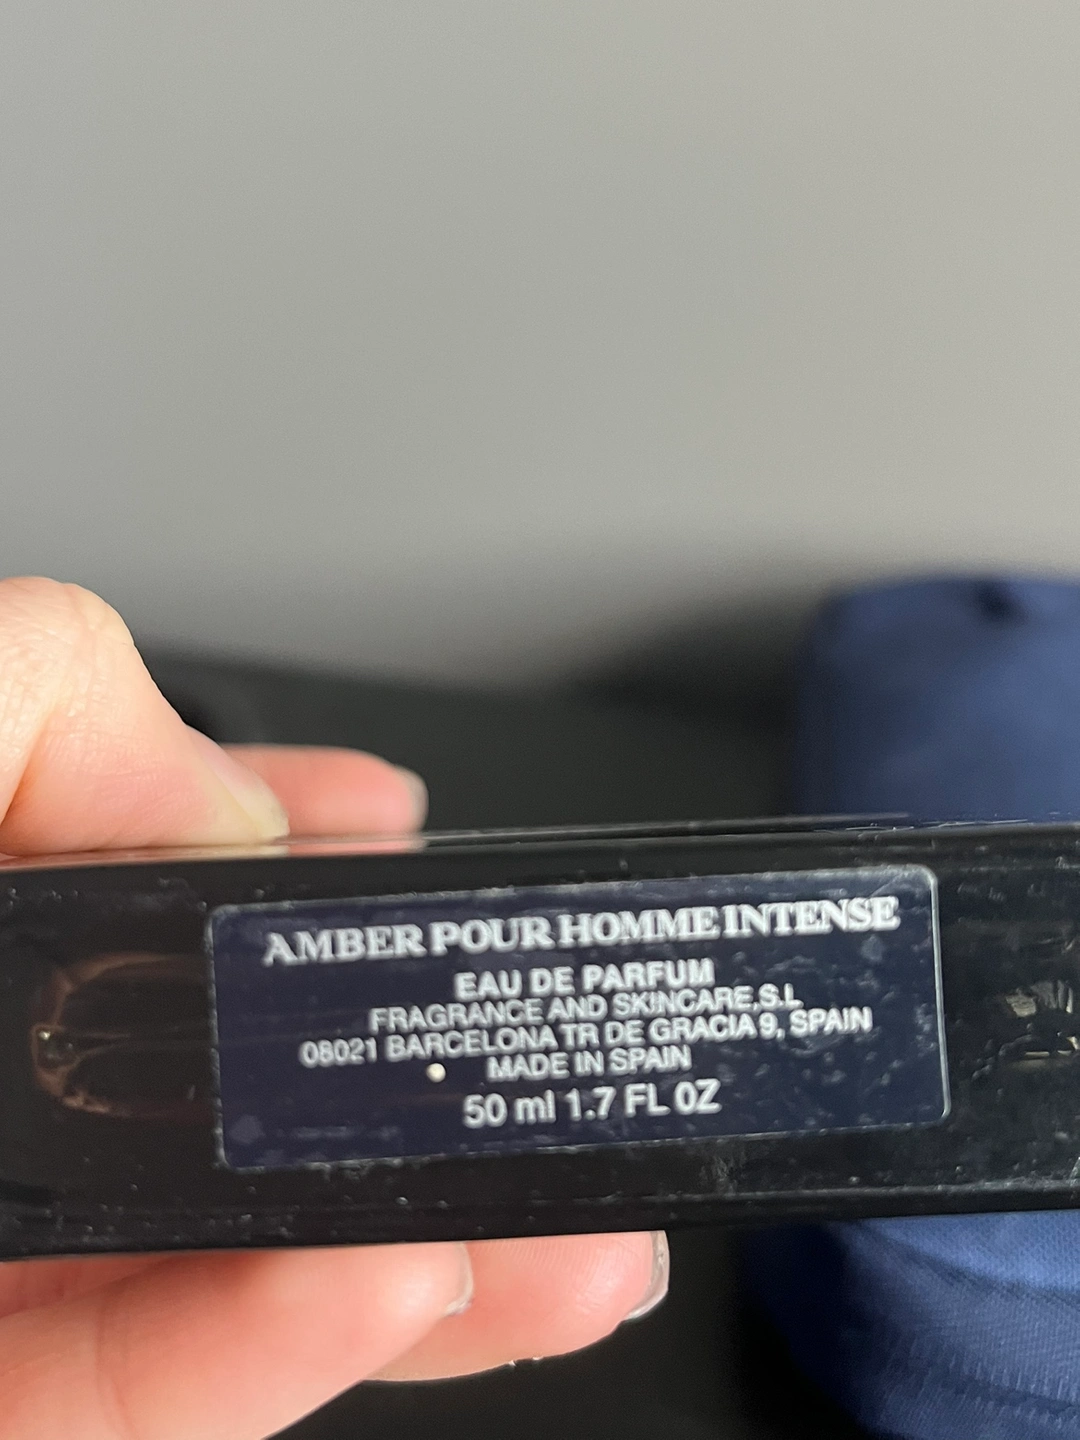 AMBER POUR HOMME INTENSE
EAU DE PARFUM
FRAGRANCE AND SKINCARE.S.L
08021 BARCELONA TR DE GRACIA 9, SPAIN
MADE IN SPAIN
50 ml 1.7 FL OZ